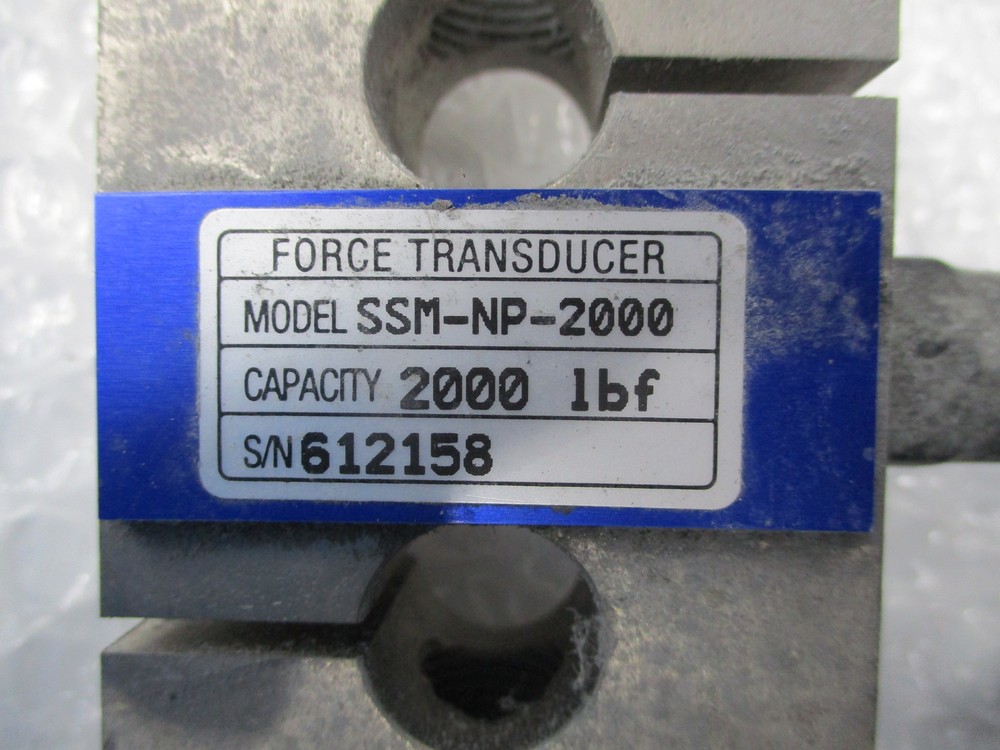 FORCE TRANSDUCER
MODEL SSM-NP-2000
CAPACITY 2000 lbf
S/N 612158